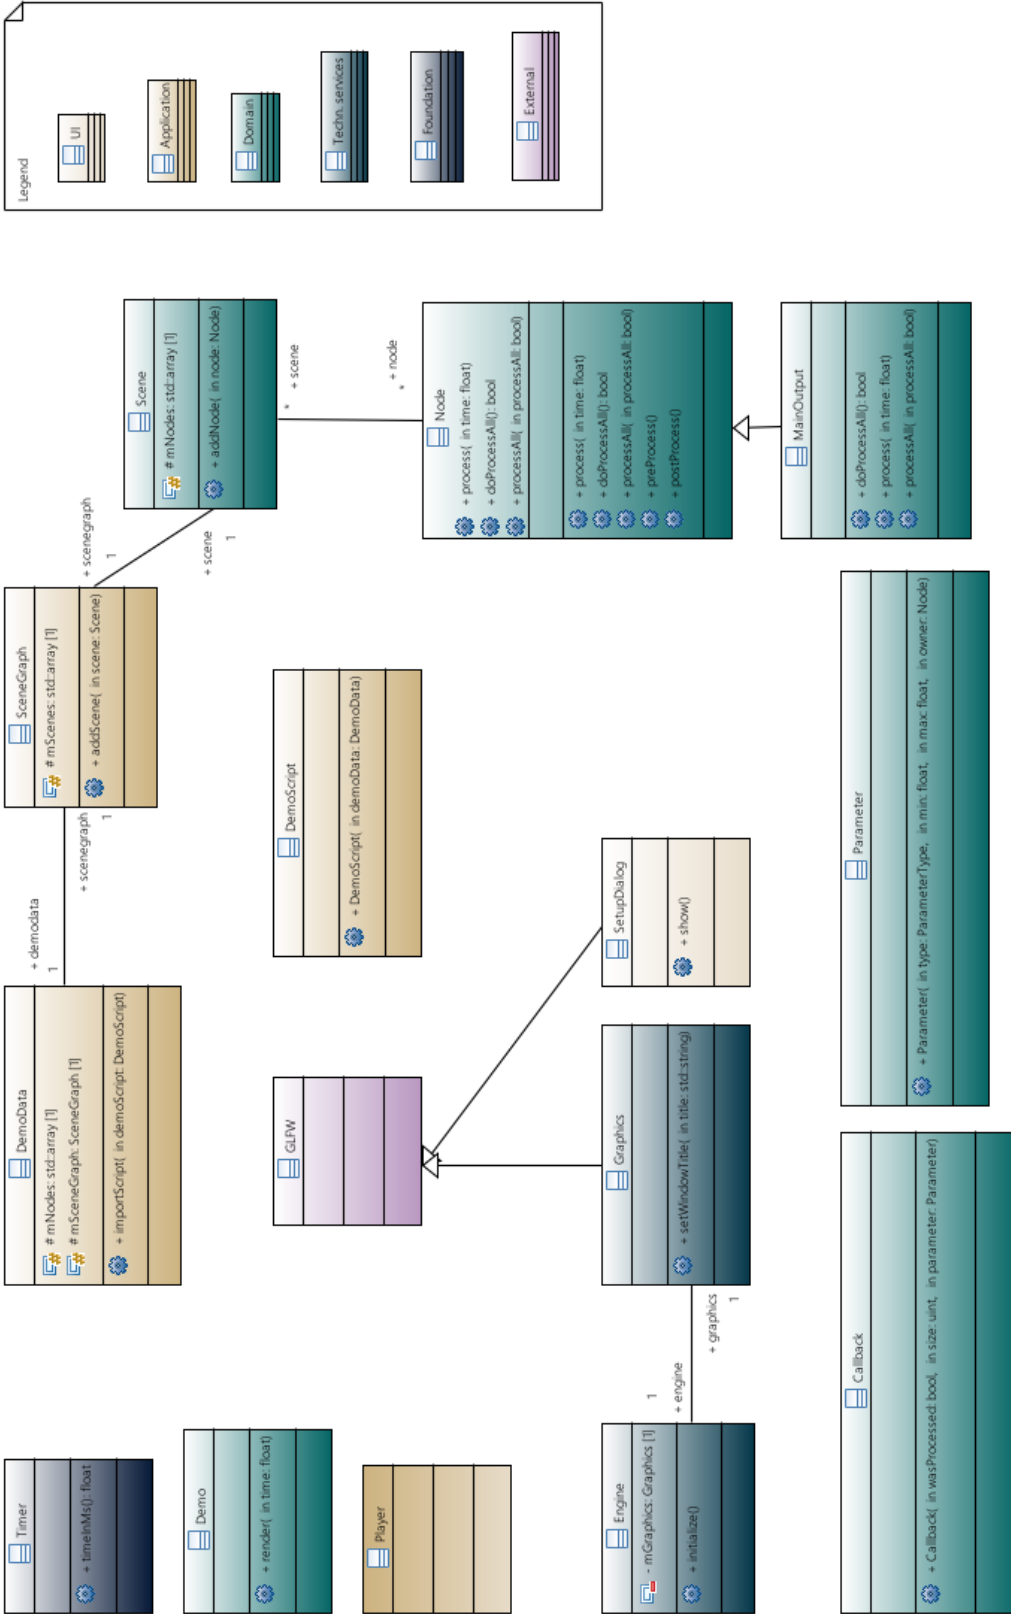 Timer
+ timeInMs(): float
DemoData
# mNodes: std::array [1]
# mSceneGraph: SceneGraph [1]
+ importScript( in demoScript: DemoScript)
+ demodata
1
+ scenegraph
1
SceneGraph
# mScenes: std::array [1]
+ addScene( in scene: Scene)
+ scenegraph
1
+ scene
1
Scene
# mNodes: std::array [1]
+ addNode( in node: Node)
* + scene
* + node
Legend
UI
Application
Domain
Techn. services
Foundation
External
Demo
+ render( in time: float)
GLFW
DemoScript
+ DemoScript( in demoData: DemoData)
Player
Node
+ process( in time: float)
+ doProcessAll(): bool
+ processAll( in processAll: bool)
+ process( in time: float)
+ doProcessAll(): bool
+ processAll( in processAll: bool)
+ preProcess()
+ postProcess()
Engine
- mGraphics: Graphics [1]
+ initialize()
1
+ engine
+ graphics
1
Graphics
+ setWindowTitle( in title: std::string)
SetupDialog
+ show()
MainOutput
+ doProcessAll(): bool
+ process( in time: float)
+ processAll( in processAll: bool)
Callback
+ Callback( in wasProcessed: bool, in size: uint, in parameter: Parameter)
Parameter
+ Parameter( in type: ParameterType, in min: float, in max: float, in owner: Node)